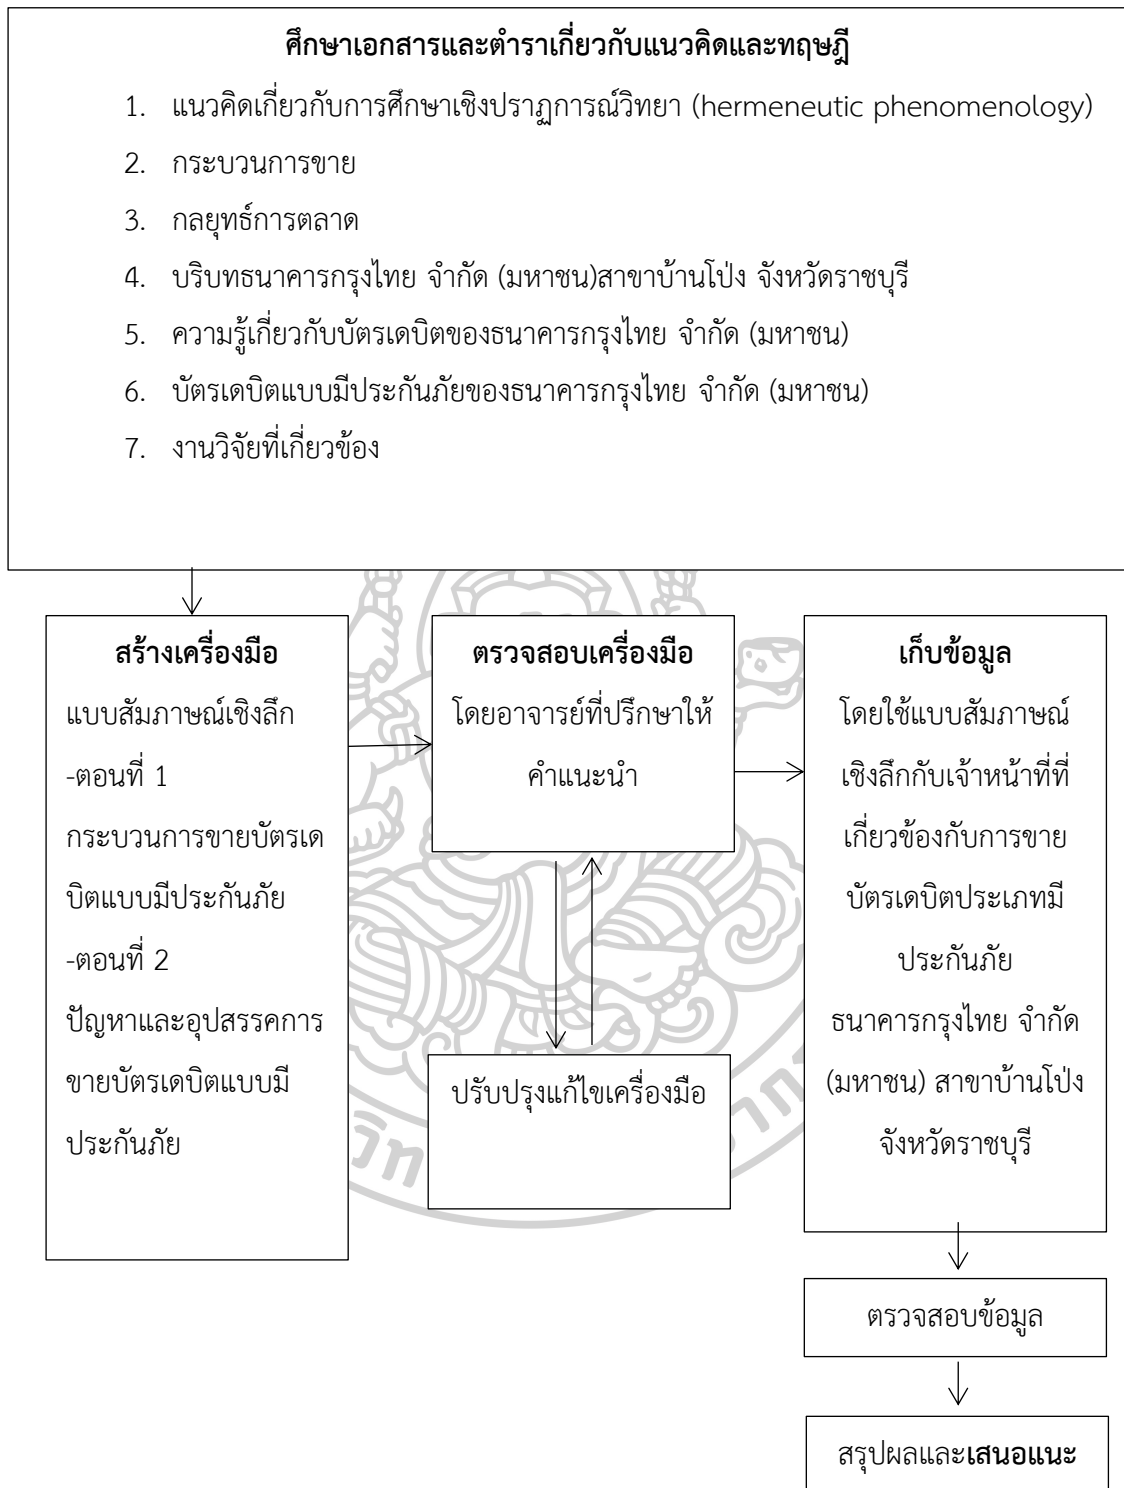 ศึกษาเอกสารและตำราเกี่ยวกับแนวคิดและทฤษฎี
1. แนวคิดเกี่ยวกับการศึกษาเชิงปราฏการณ์วิทยา (hermeneutic phenomenology)
2. กระบวนการขาย
3. กลยุทธ์การตลาด
4. บริบทธนาคารกรุงไทย จำกัด (มหาชน)สาขาบ้านโป่ง จังหวัดราชบุรี
5. ความรู้เกี่ยวกับบัตรเดบิตของธนาคารกรุงไทย จำกัด (มหาชน)
6. บัตรเดบิตแบบมีประกันภัยของธนาคารกรุงไทย จำกัด (มหาชน)
7. งานวิจัยที่เกี่ยวข้อง
สร้างเครื่องมือ
แบบสัมภาษณ์เชิงลึก
-ตอนที่ 1
กระบวนการขายบัตรเด
บิตแบบมีประกันภัย
-ตอนที่ 2
ปัญหาและอุปสรรคการ
ขายบัตรเดบิตแบบมี
ประกันภัย
ตรวจสอบเครื่องมือ
โดยอาจารย์ที่ปรึกษาให้
คำแนะนำ
ปรับปรุงแก้ไขเครื่องมือ
เก็บข้อมูล
โดยใช้แบบสัมภาษณ์
เชิงลึกกับเจ้าหน้าที่ที่
เกี่ยวข้องกับการขาย
บัตรเดบิตประเภทมี
ประกันภัย
ธนาคารกรุงไทย จำกัด
(มหาชน) สาขาบ้านโป่ง
จังหวัดราชบุรี
ตรวจสอบข้อมูล
สรุปผลและเสนอแนะ